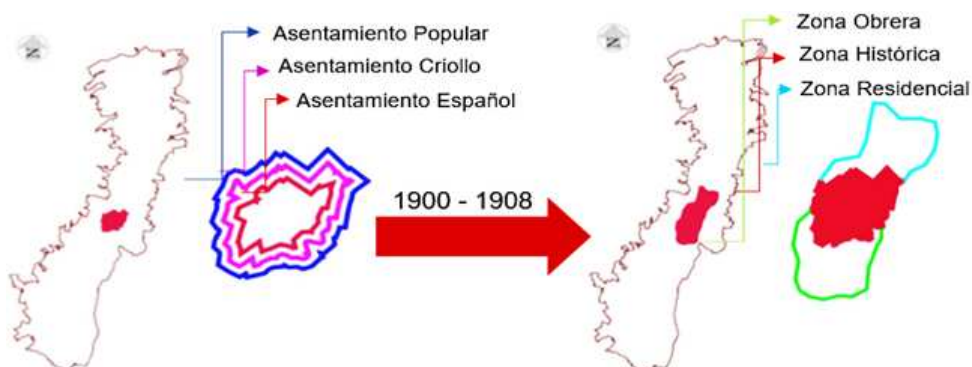 N
Asentamiento Popular
Asentamiento Criollo
Asentamiento Español
1900 - 1908
N
Zona Obrera
Zona Histórica
Zona Residencial